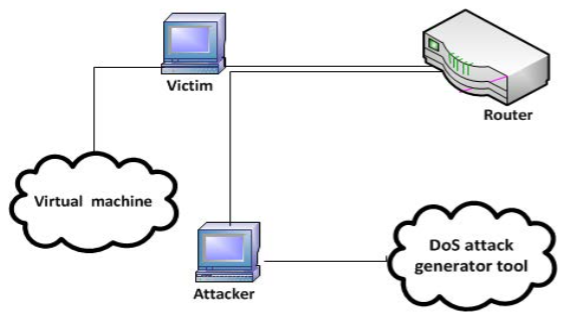 Victim
Router
Virtual machine
DoS attack
generator tool
Attacker